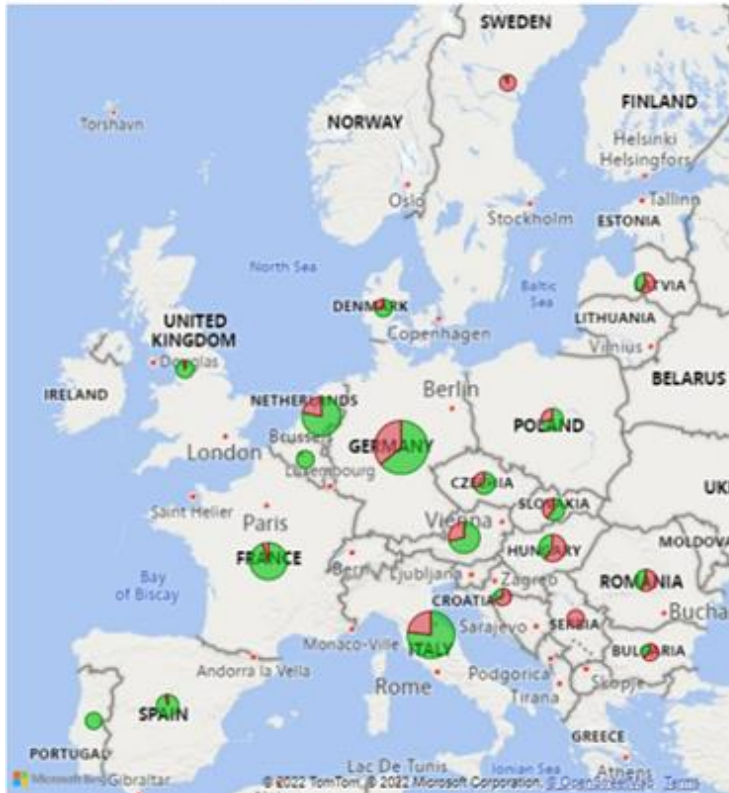 SWEDEN
FINLAND
Torshavn
NORWAY
Helsinki
Helsingfors
Oslo
Tallinn
Stockholm
ESTONIA
North Sea
Baltic
Sea
LATVIA
DENMARK
LITHUANIA
UNITED
KINGDOM
Copenhagen
Vilnius
Douglas
BELARUS
IRELAND
NETHERLANDS
Berlin
POLAND
London
Brussels
GERMANY
Luxembourg
CZECHIA
UKI
Saint Helier
SLOVAKIA
Paris
Vienna
MOLDOVA
FRANCE
Bern
HUNGARY
Bay
of Biscay
Ljubljana
Zagreb
ROMANIA
CROATIA
Bucha
Monaco-Ville
Sarajevo
SERBIA
ITALY
Andorra la Vella
Podgorica
BULGARIA
Rome
Skopje
Tirana
SPAIN
PORTUGAL
GREECE
Lac De Tunis
Ionian Sea
Athens
Gibraltar
© 2022 TomTom, © 2022 Microsoft Corporation, © OpenStreetMap Terms